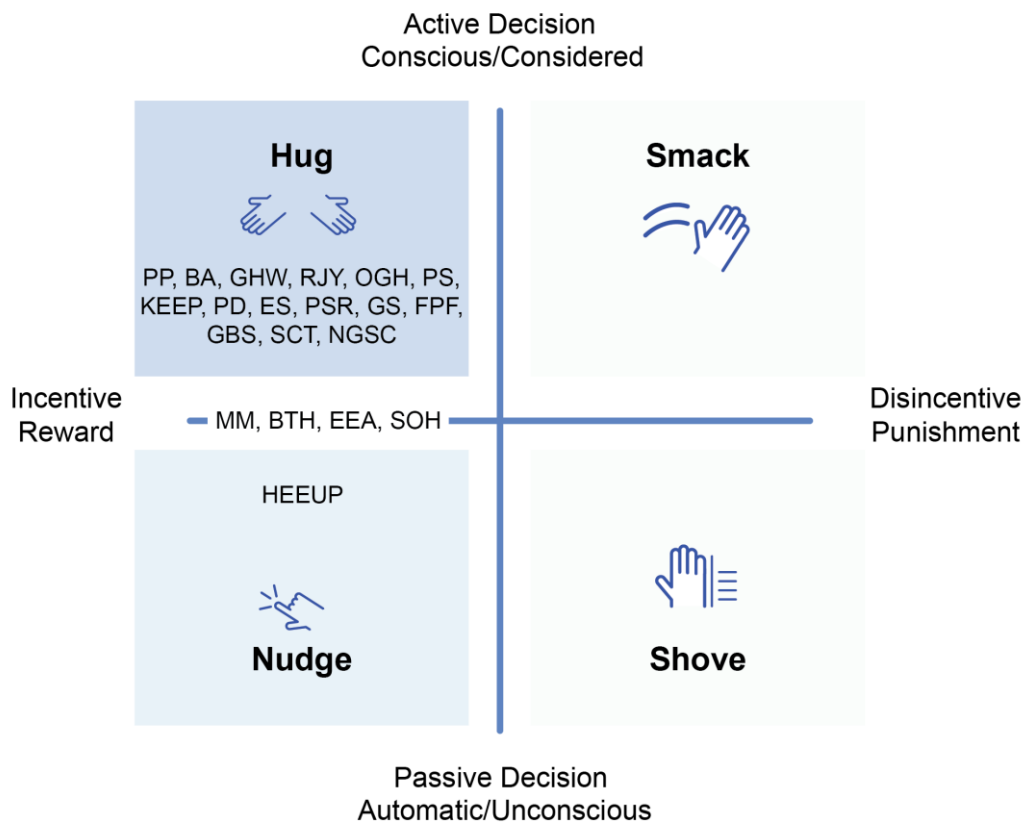 Active Decision
Conscious/Considered
Hug
Smack
PP, BA, GHW, RJY, OGH, PS,
KEEP, PD, ES, PSR, GS, FPF,
GBS, SCT, NGSC
Incentive
Reward
MM, BTH, EEA, SOH
Disincentive
Punishment
HEEUP
Nudge
Shove
Passive Decision
Automatic/Unconscious